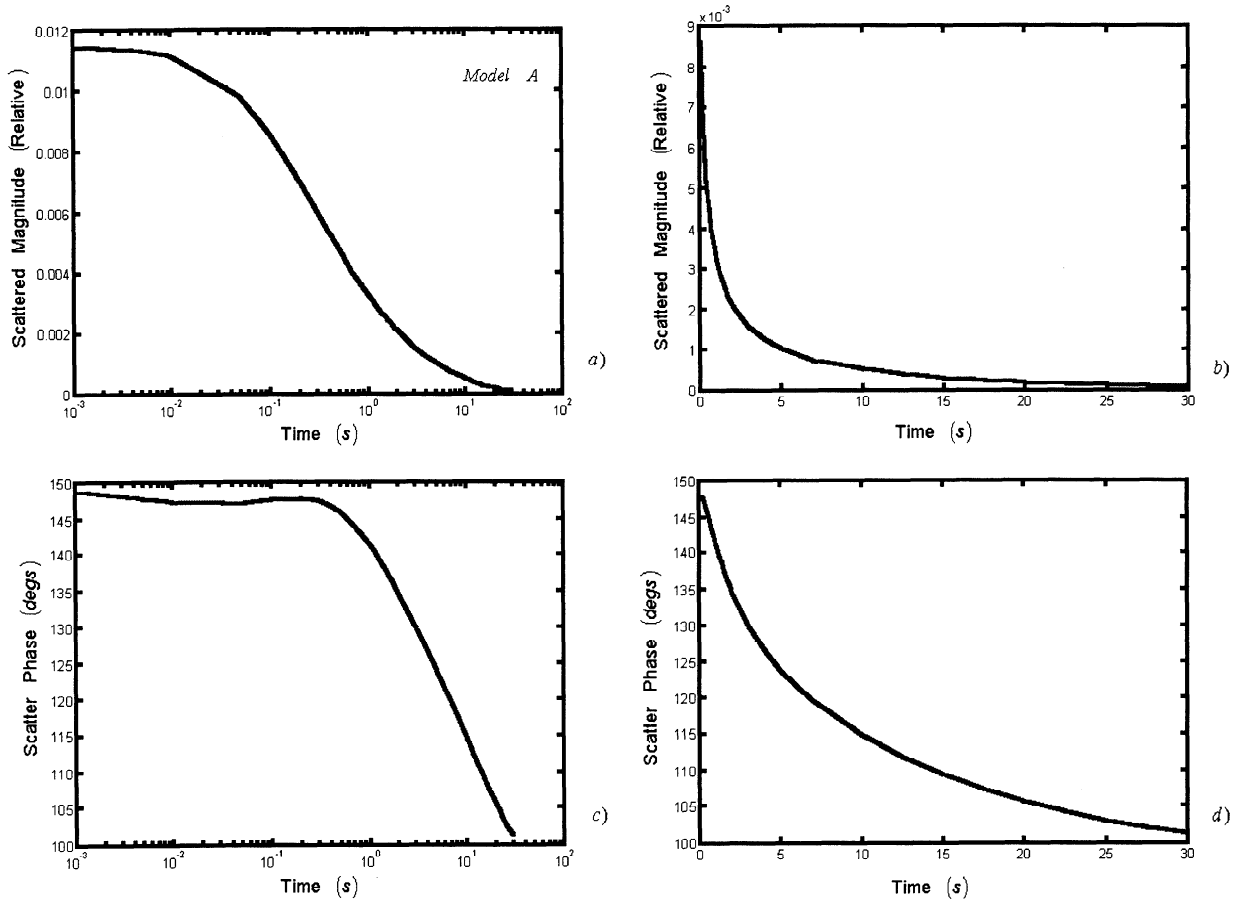 0.012
0.01
0.008
0.006
0.004
0.002
0
Scattered Magnitude (Relative)
Model A
10^-3 10^-2 10^-1 10^0 10^1 10^2
Time (s)
a)
9 x10^-3
8
7
6
5
4
3
2
1
0
Scattered Magnitude (Relative)
0 5 10 15 20 25 30
Time (s)
b)
150
145
140
135
130
125
120
115
110
105
100
Scatter Phase (degs)
10^-3 10^-2 10^-1 10^0 10^1 10^2
Time (s)
c)
150
145
140
135
130
125
120
115
110
105
100
Scatter Phase (degs)
0 5 10 15 20 25 30
Time (s)
d)